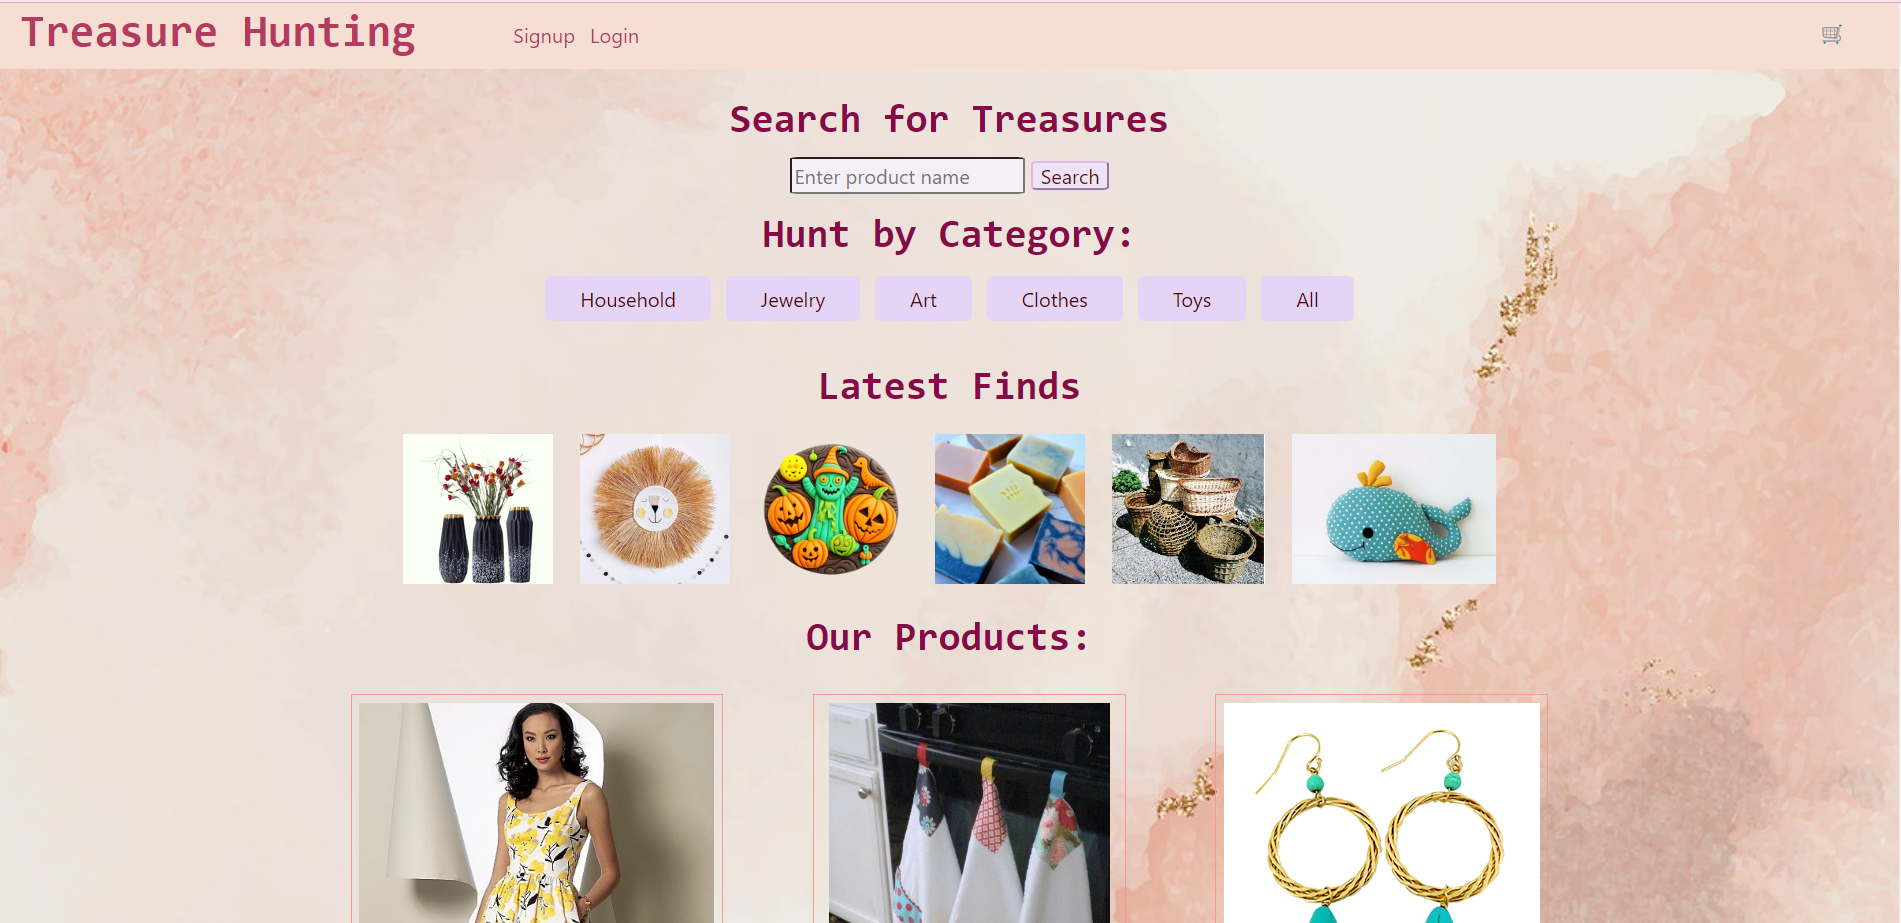 Treasure Hunting Signup Login
Search for Treasures
Enter product name Search
Hunt by Category:
Household Jewelry Art Clothes Toys All
Latest Finds
Our Products: